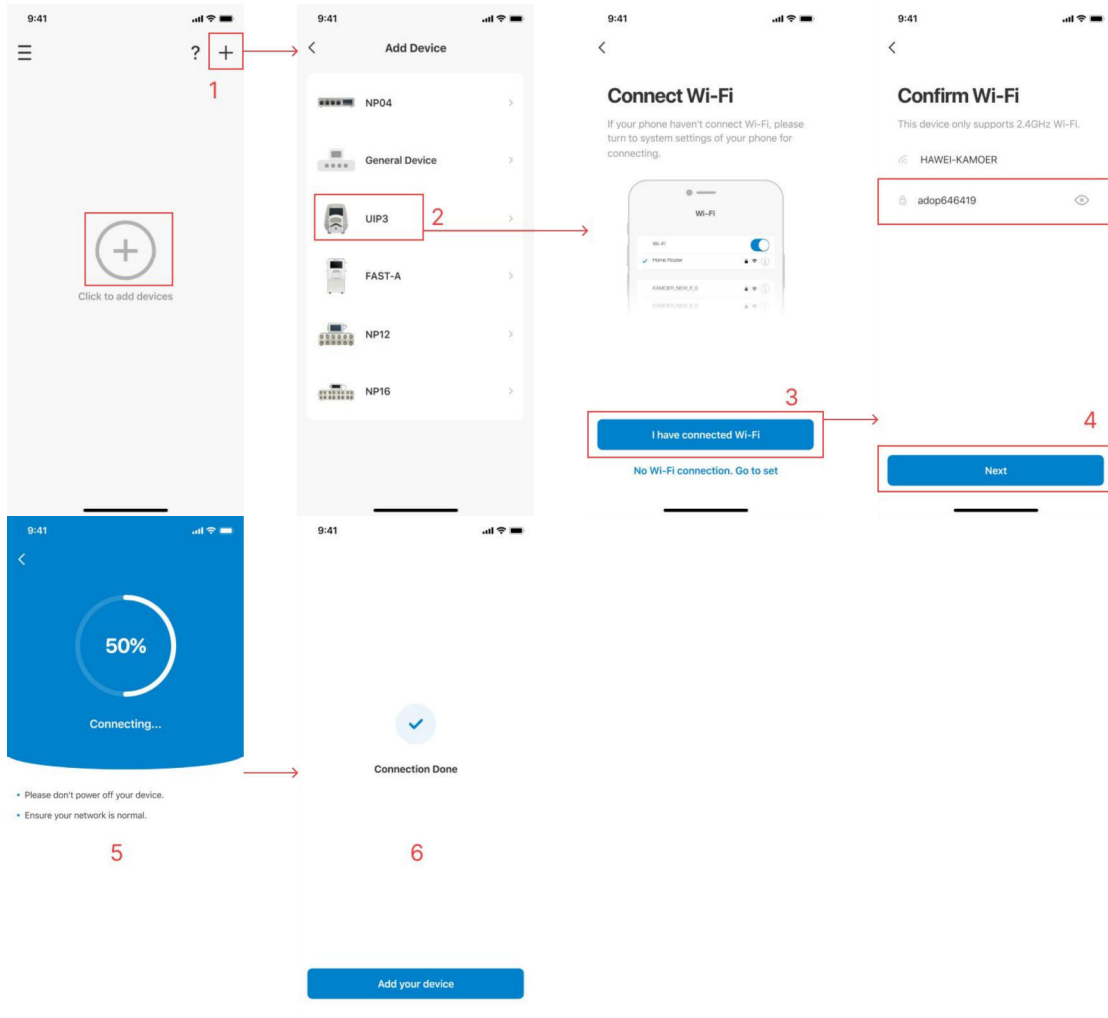 9:41
?
1
Click to add devices
9:41
Add Device
NP04
General Device
UIP3
2
FAST-A
NP12
NP16
9:41
Connect Wi-Fi
If your phone haven't connect Wi-Fi, please
turn to system settings of your phone for
connecting.
Wi-Fi
Wi-Fi
Home Router
KAMOER_NEW_F_S
3
I have connected Wi-Fi
No Wi-Fi connection. Go to set
9:41
Confirm Wi-Fi
This device only supports 2.4GHz Wi-Fi.
HAWEI-KAMOER
adop646419
4
Next
9:41
50%
Connecting...
• Please don't power off your device.
• Ensure your network is normal.
5
9:41
Connection Done
6
Add your device